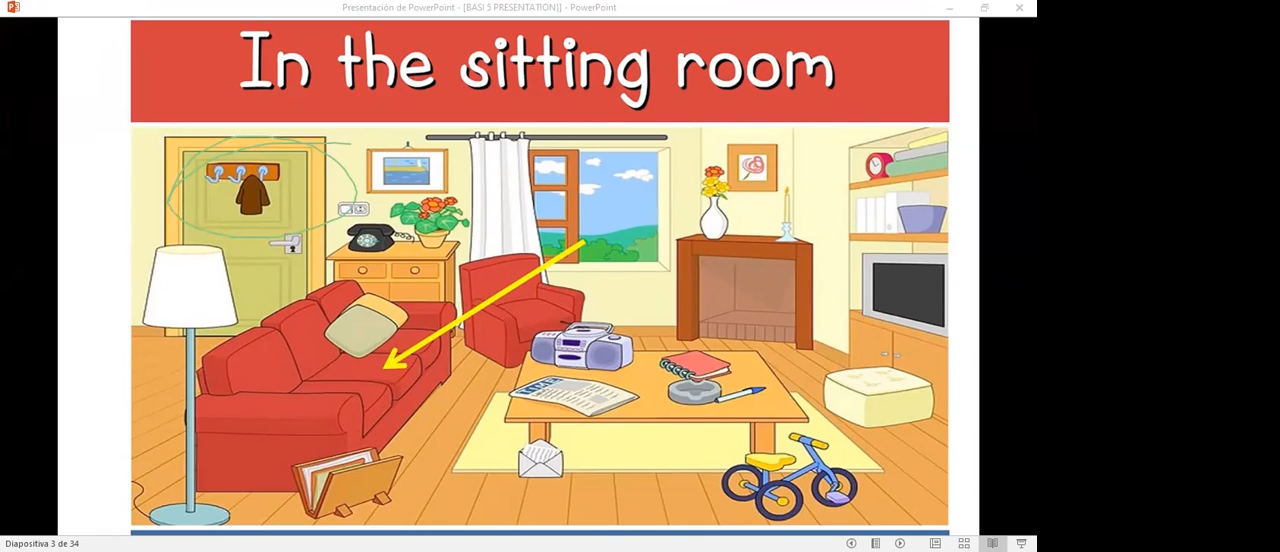 Presentación de PowerPoint - [BASI 5 PRESENTATION)] - PowerPoint
In the sitting room
Diapositiva 3 de 34